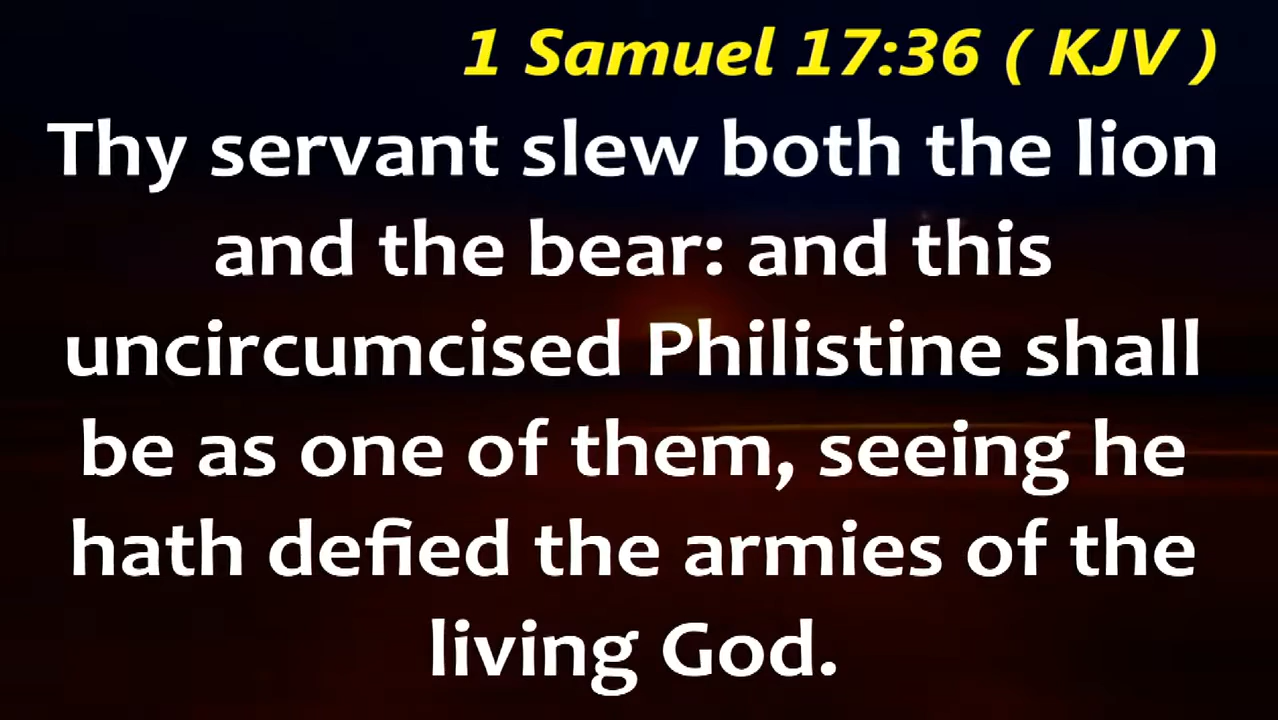 1 Samuel 17:36 ( KJV )
Thy servant slew both the lion
and the bear: and this
uncircumcised Philistine shall
be as one of them, seeing he
hath defied the armies of the
living God.